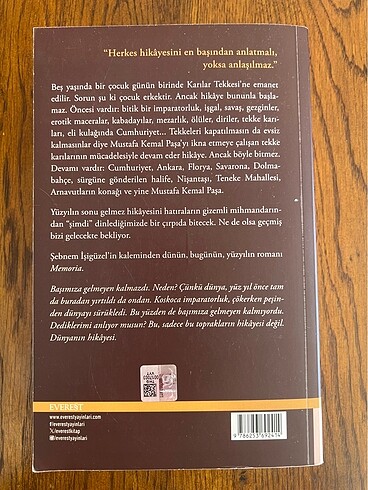 “Herkes hikâyesini en başından anlatmalı,
yoksa anlaşılmaz.”
Beş yaşında bir çocuk günün birinde Karılar Tekkesi’ne emanet
edilir. Sorun şu ki çocuk erkektir. Ancak hikâye bununla başla-
maz. Öncesi vardır: bitik bir imparatorluk, işgal, savaş, gezginler,
erotik maceralar, kabadayılar, mezarlık, ölüler, diriler, tekke karı-
ları, eli kulağında Cumhuriyet... Tekkeleri kapatılmasın da evsiz
kalmasınlar diye Mustafa Kemal Paşa’yı ikna etmeye çalışan tekke
karılarının mücadelesiyle devam eder hikâye. Ancak böyle bitmez.
Devamı vardır: Cumhuriyet, Ankara, Florya, Savarona, Dolma-
bahçe, sürgüne gönderilen halife, Nişantaşı, Teneke Mahallesi,
Arnavutların konağı ve yine Mustafa Kemal Paşa.
Yüzyılın sonu gelmez hikâyesini hatıraların gizemli mihmandarın-
dan “şimdi” dinlediğimizde bir çırpıda bitecek. Ne de olsa geçmiş
bizi gelecekte bekliyor.
Şebnem İşigüzel’in kaleminden dünün, bugünün, yüzyılın romanı
Memoria.
Başımıza gelmeyen kalmazdı. Neden? Çünkü dünya, yüz yıl önce tam
da buradan yırtıldı da ondan. Koskoca imparatorluk, çökerken peşin-
den dünyayı sürükledi. Bu yüzden de başımıza gelmeyen kalmıyordu.
Dediklerimi anlıyor musun? Bu, sadece bu toprakların hikâyesi değil.
Dünyanın hikâyesi.
EVEREST
www.everestyayinlari.com
/everestyayinlari
/everestkitap
/everestyayinlari
9 786253 692414